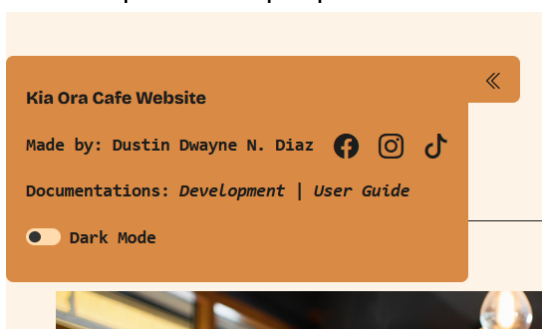 Kia Ora Cafe Website
Made by: Dustin Dwayne N. Diaz
Documentations: Development | User Guide
Dark Mode